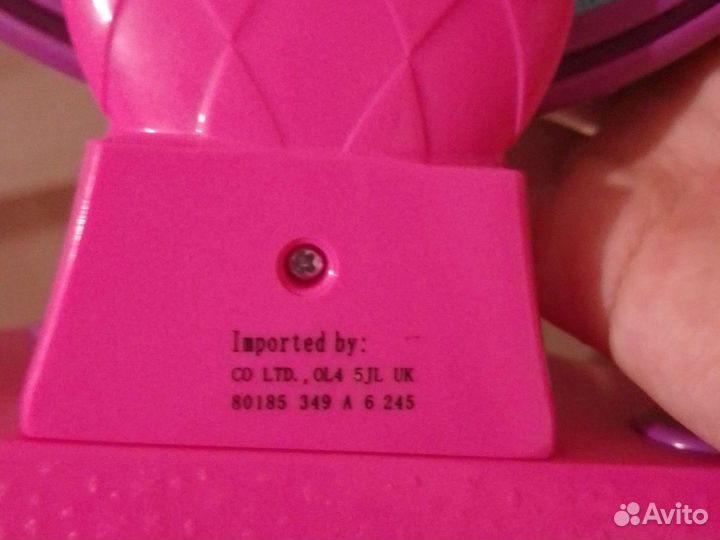 Imported by:
CO LTD., OL4 5JL UK
80185 349 A 6 245
Avito